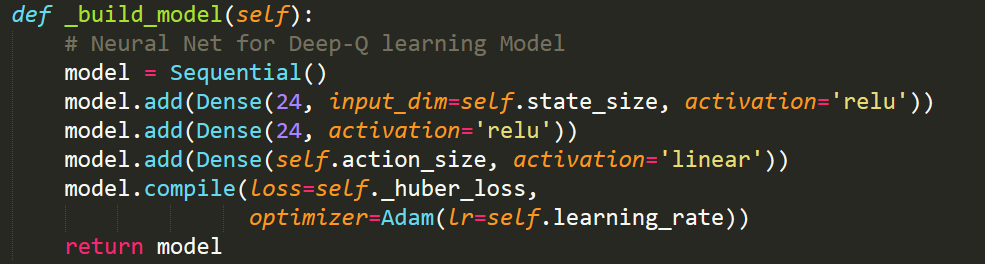 def _build_model(self):
    # Neural Net for Deep-Q learning Model
    model = Sequential()
    model.add(Dense(24, input_dim=self.state_size, activation='relu'))
    model.add(Dense(24, activation='relu'))
    model.add(Dense(self.action_size, activation='linear'))
    model.compile(loss=self._huber_loss,
                  optimizer=Adam(lr=self.learning_rate))
    return model